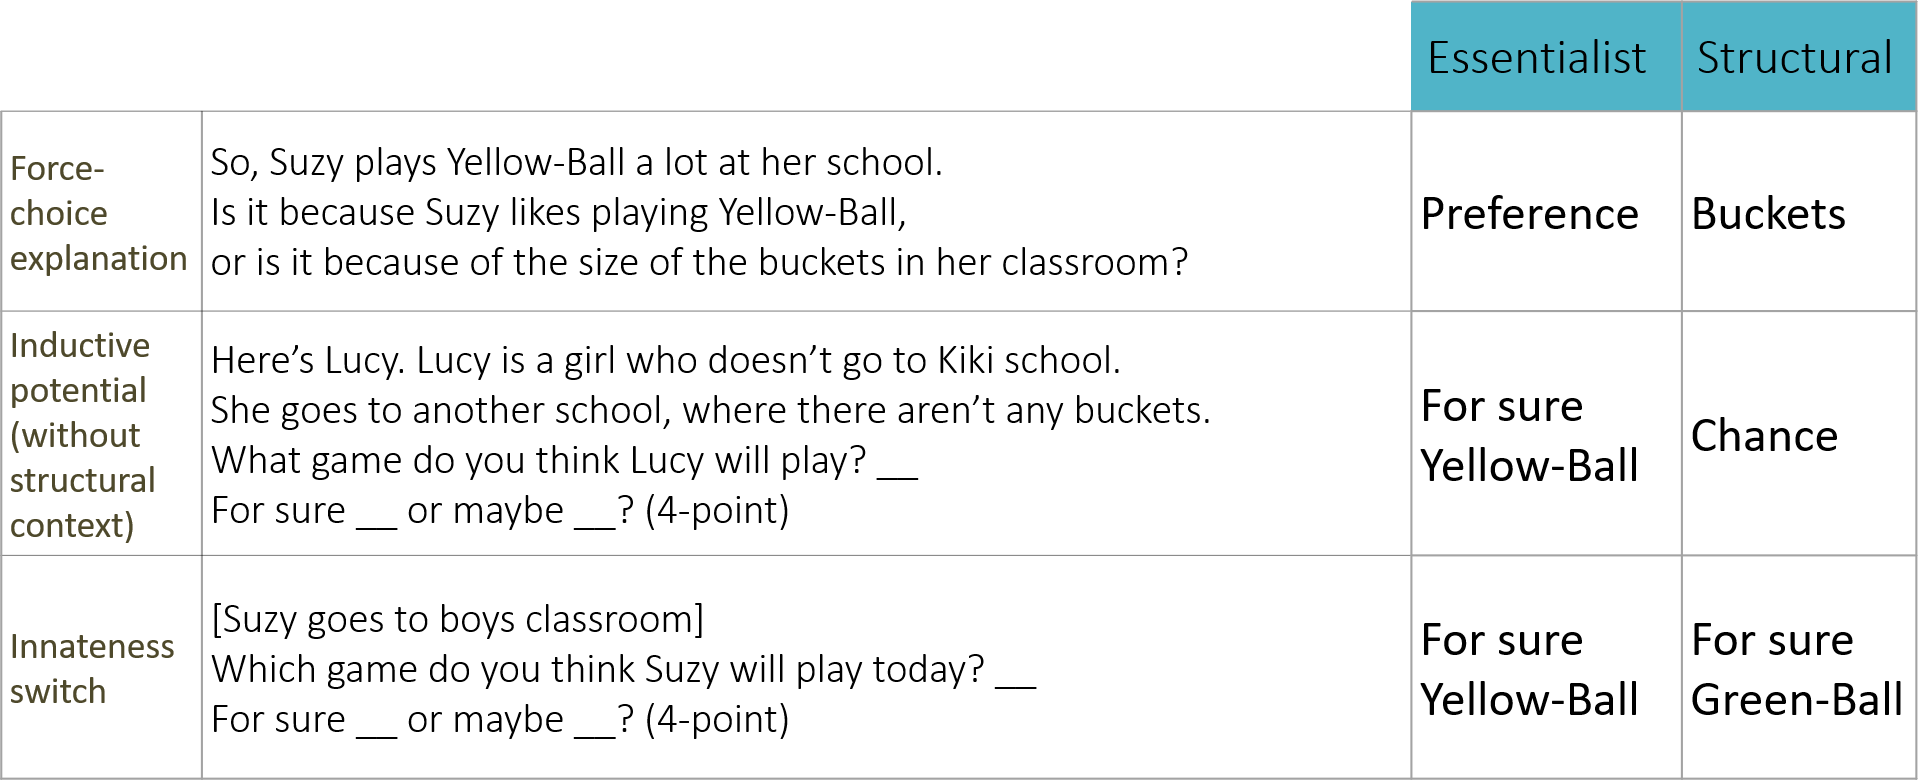 Essentialist
Structural
Force-
choice
explanation
So, Suzy plays Yellow-Ball a lot at her school.
Is it because Suzy likes playing Yellow-Ball,
or is it because of the size of the buckets in her classroom?
Preference
Buckets
Inductive
potential
(without
structural
context)
Here’s Lucy. Lucy is a girl who doesn’t go to Kiki school.
She goes to another school, where there aren’t any buckets.
What game do you think Lucy will play? __
For sure __ or maybe __? (4-point)
For sure
Yellow-Ball
Chance
Innateness
switch
[Suzy goes to boys classroom]
Which game do you think Suzy will play today? __
For sure __ or maybe __? (4-point)
For sure
Yellow-Ball
For sure
Green-Ball